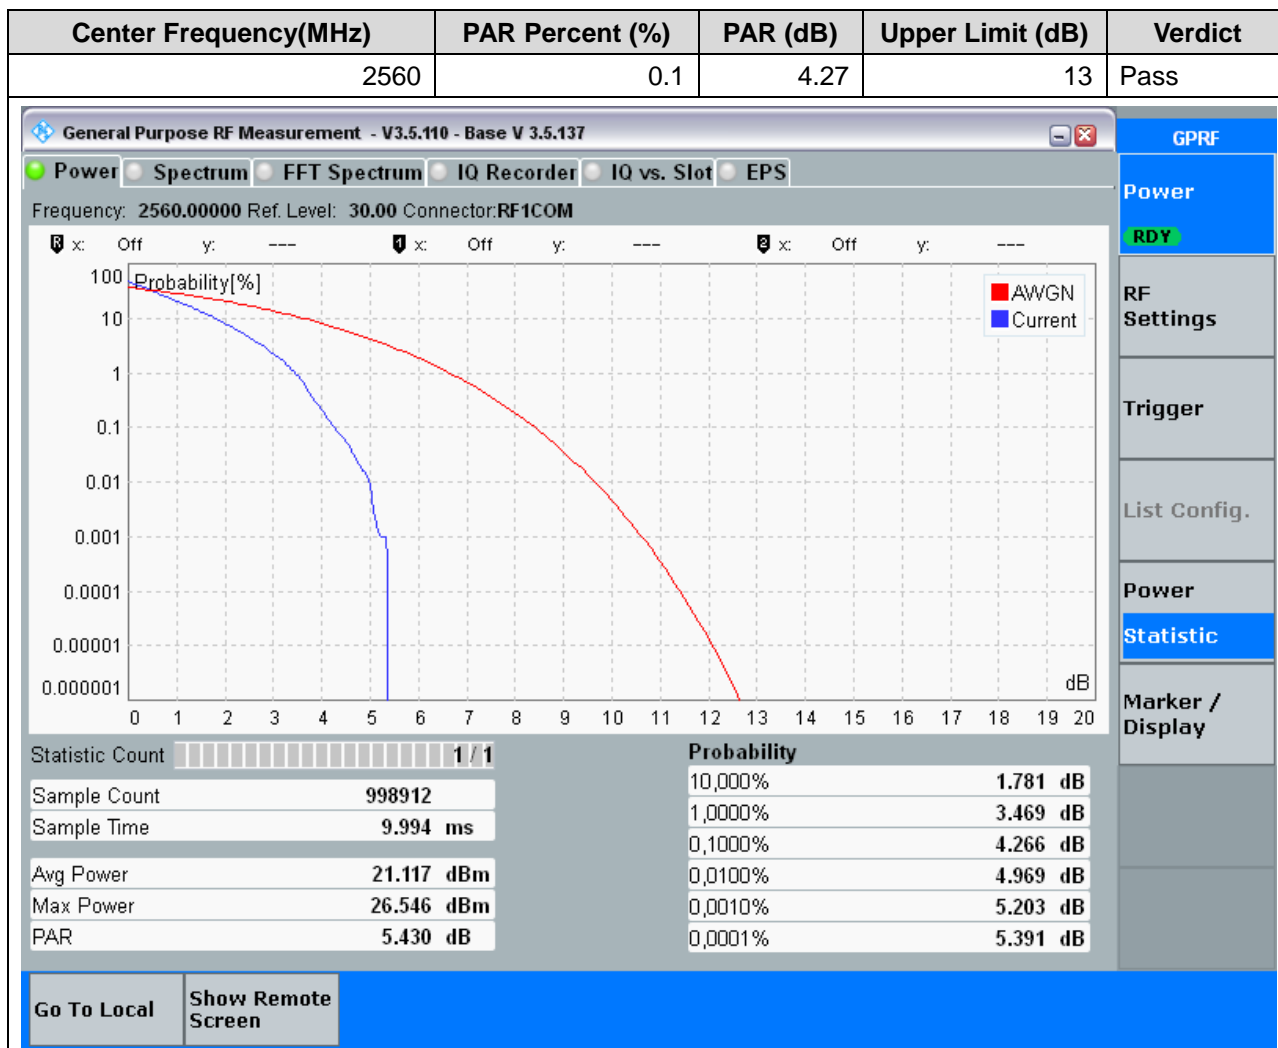 Center Frequency(MHz) PAR Percent (%) PAR (dB) Upper Limit (dB) Verdict
2560 0.1 4.27 13 Pass
General Purpose RF Measurement - V3.5.110 - Base V 3.5.137
GPRF
Power Spectrum FFT Spectrum IQ Recorder IQ vs. Slot EPS
Power
RDY
Frequency: 2560.00000 Ref. Level: 30.00 Connector:RF1COM
R x: Off y: --- 1 x: Off y: --- 2 x: Off y: ---
Probability[%]
100
10
1
0.1
0.01
0.001
0.0001
0.00001
0.000001
AWGN
Current
dB
0 1 2 3 4 5 6 7 8 9 10 11 12 13 14 15 16 17 18 19 20
RF
Settings
Trigger
List Config.
Power
Statistic
Marker /
Display
Statistic Count 1 / 1
Sample Count 998912
Sample Time 9.994 ms
Avg Power 21.117 dBm
Max Power 26.546 dBm
PAR 5.430 dB
Probability
10,000% 1.781 dB
1,0000% 3.469 dB
0,1000% 4.266 dB
0,0100% 4.969 dB
0,0010% 5.203 dB
0,0001% 5.391 dB
Go To Local
Show Remote
Screen